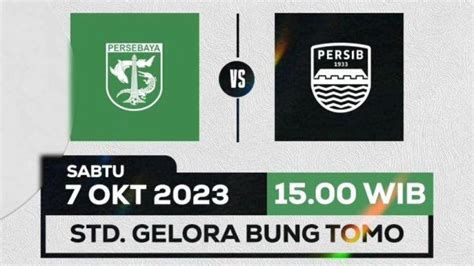 PERSEBAYA
VS
PERSIB
1933
SABTU
7 OKT 2023
15.00 WIB
STD. GELORA BUNG TOMO